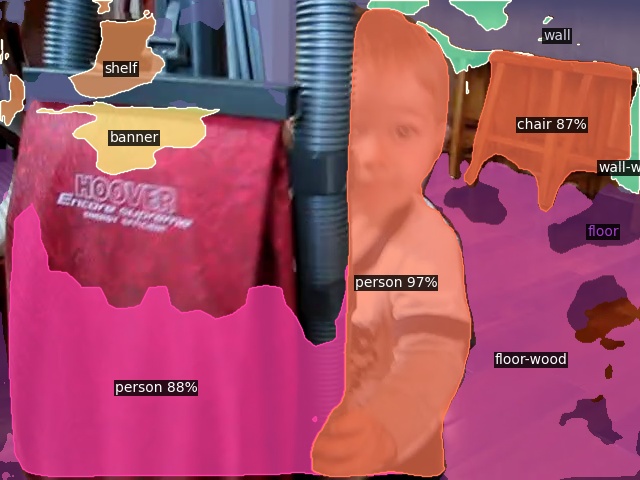 wall
shelf
chair 87%
banner
wall-w
HOOVER
Encore supreme
floor
person 97%
floor-wood
person 88%